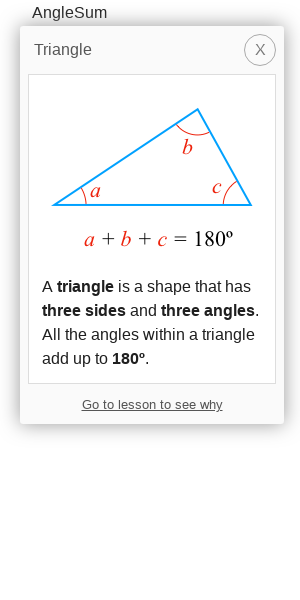 AngleSum
Triangle
X
b
a
c
a + b + c = 180º
A triangle is a shape that has
three sides and three angles.
All the angles within a triangle
add up to 180º.
Go to lesson to see why